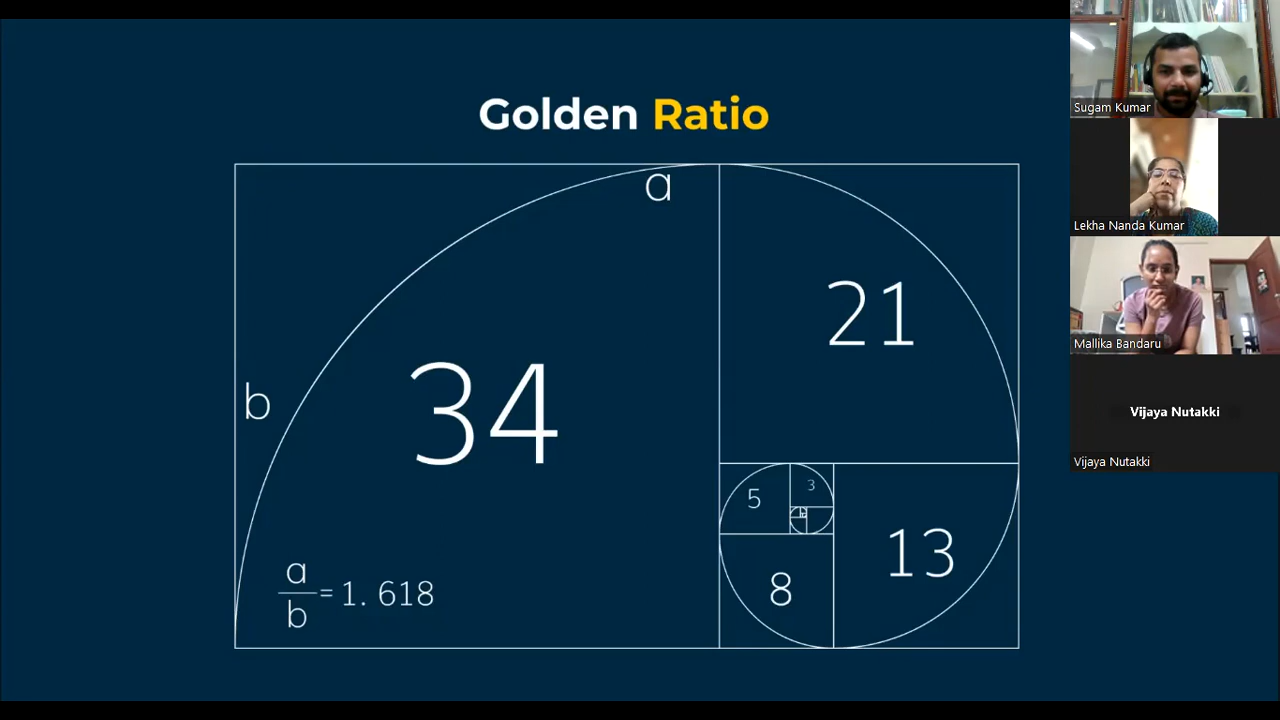 Golden Ratio
a
21
b
34
5
3
13
8
a
b
= 1. 618
Sugam Kumar
Lekha Nanda Kumar
Mallika Bandaru
Vijaya Nutakki
Vijaya Nutakki